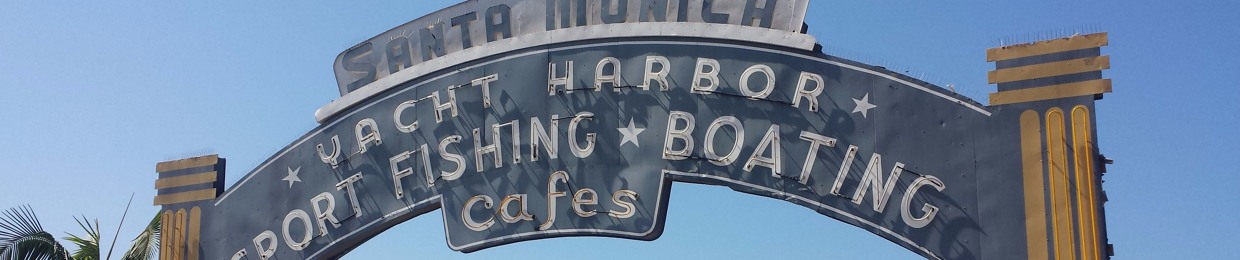 SANTA MONICA
YACHT HARBOR
SPORT FISHING BOATING
cafes